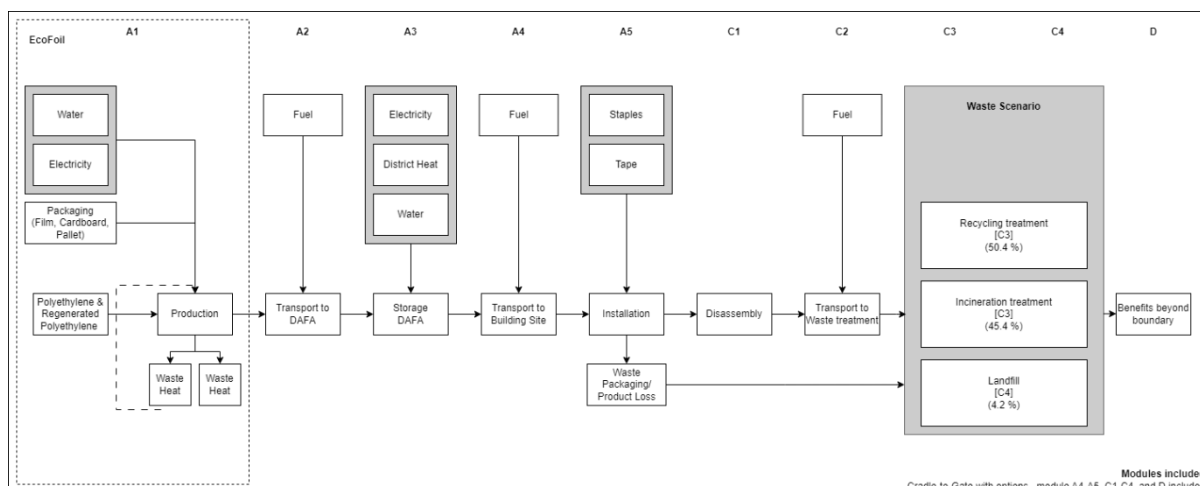 EcoFoil
A1
A2
A3
A4
A5
C1
C2
C3
C4
D
Water
Electricity
Packaging
(Film, Cardboard,
Pallet)
Polyethylene &
Regenerated
Polyethylene
Production
Waste
Heat
Waste
Heat
Fuel
Transport to
DAFA
Electricity
District Heat
Water
Storage
DAFA
Fuel
Transport to
Building Site
Staples
Tape
Installation
Waste
Packaging/
Product Loss
Disassembly
Fuel
Transport to
Waste treatment
Waste Scenario
Recycling treatment
[C3]
(50.4 %)
Incineration treatment
[C3]
(45.4 %)
Landfill
[C4]
(4.2 %)
Benefits beyond
boundary
Modules include
Cradle-to-Gate with options, module A4-A5, C1-C4, and D include